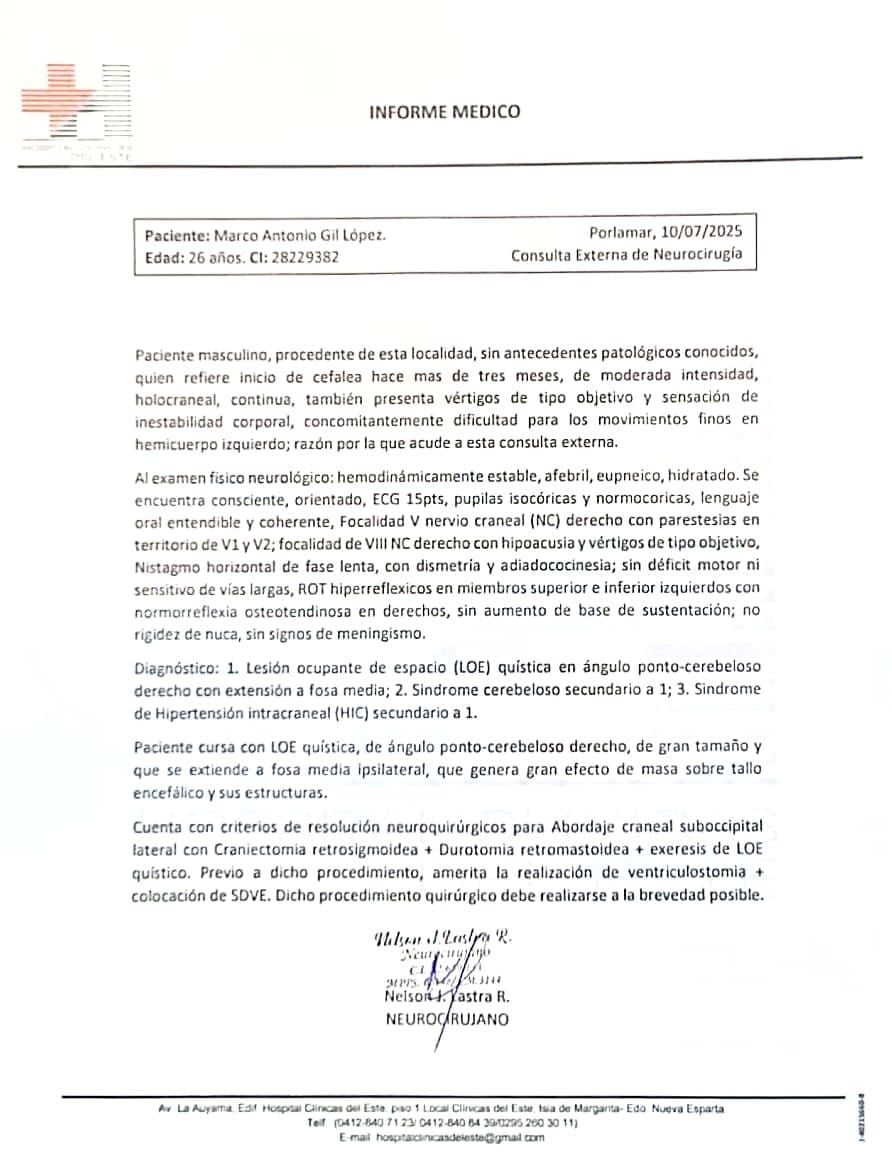 INFORME MEDICO
DEL ESTE
Paciente: Marco Antonio Gil López.
Edad: 26 años. CI: 28229382
Porlamar, 10/07/2025
Consulta Externa de Neurocirugía
Paciente masculino, procedente de esta localidad, sin antecedentes patológicos conocidos,
quien refiere inicio de cefalea hace mas de tres meses, de moderada intensidad,
holocraneal, continua, también presenta vértigos de tipo objetivo y sensación de
inestabilidad corporal, concomitantemente dificultad para los movimientos finos en
hemicuerpo izquierdo; razón por la que acude a esta consulta externa.
Al examen físico neurológico: hemodinámicamente estable, afebril, eupneico, hidratado. Se
encuentra consciente, orientado, ECG 15pts, pupilas isocóricas y normocoricas, lenguaje
oral entendible y coherente, Focalidad V nervio craneal (NC) derecho con parestesias en
territorio de V1 y V2; focalidad de VIII NC derecho con hipoacusia y vértigos de tipo objetivo,
Nistagmo horizontal de fase lenta, con dismetría y adiadococinesia; sin déficit motor ni
sensitivo de vías largas, ROT hiperreflexicos en miembros superior e inferior izquierdos con
normorreflexia osteotendinosa en derechos, sin aumento de base de sustentación; no
rigidez de nuca, sin signos de meningismo.
Diagnóstico: 1. Lesión ocupante de espacio (LOE) quística en ángulo ponto-cerebeloso
derecho con extensión a fosa media; 2. Sindrome cerebeloso secundario a 1; 3. Sindrome
de Hipertensión intracraneal (HIC) secundario a 1.
Paciente cursa con LOE quística, de ángulo ponto-cerebeloso derecho, de gran tamaño y
que se extiende a fosa media ipsilateral, que genera gran efecto de masa sobre tallo
encefálico y sus estructuras.
Cuenta con criterios de resolución neuroquirúrgicos para Abordaje craneal suboccipital
lateral con Craniectomia retrosigmoidea + Durotomia retromastoidea + exeresis de LOE
quístico. Previo a dicho procedimiento, amerita la realización de ventriculostomia +
colocación de SDVE. Dicho procedimiento quirúrgico debe realizarse a la brevedad posible.
Nelson J. Lastra R.
Neurocirujano
C.I.
MPPS.
Nelson J. Lastra R.
NEUROCIRUJANO
Av La Auyama, Edif Hospital Clinicas del Este, piso 1 Local Clinicas del Este, Isla de Margarita- Edo Nueva Esparta
Telf (0412-840 71 23/ 0412-840 64 39/0295 260 30 11)
E-mail hospitalclinicasdeleste@gmail com